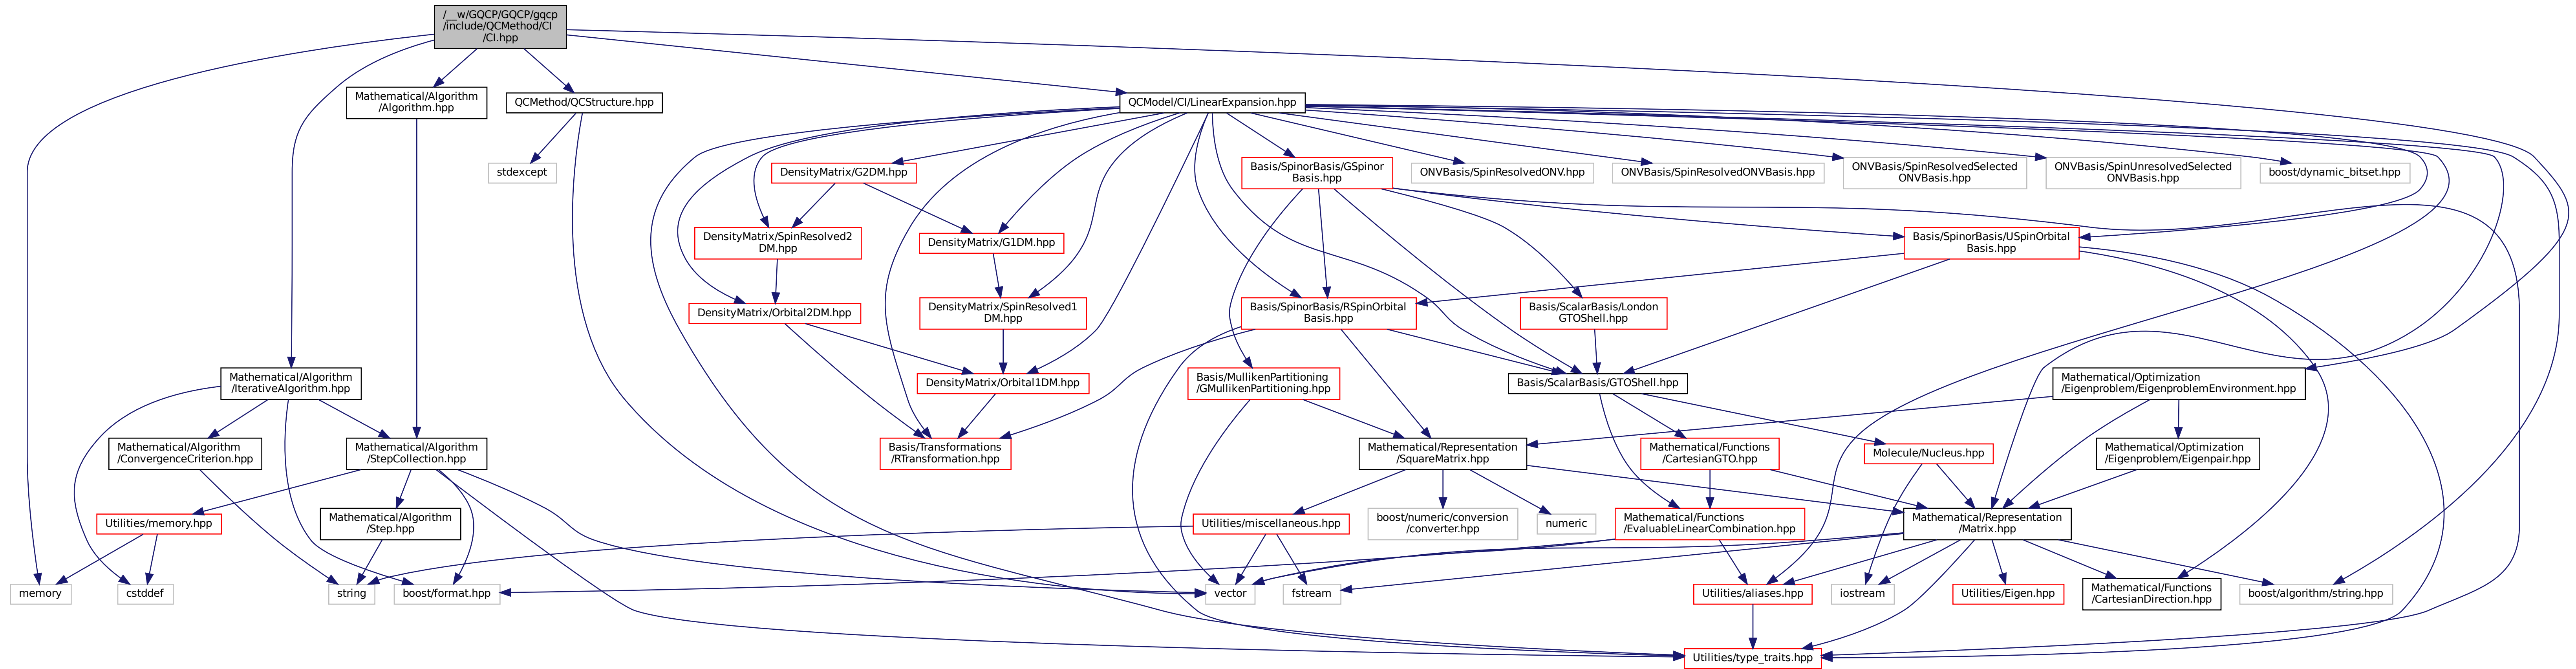 /__w/GQCP/GQCP/gqcp
/include/QCMethod/CI
/CI.hpp
Mathematical/Algorithm
/Algorithm.hpp
QCMethod/QCStructure.hpp
QCModel/CI/LinearExpansion.hpp
stdexcept
DensityMatrix/G2DM.hpp
Basis/SpinorBasis/GSpinor
Basis.hpp
ONVBasis/SpinResolvedONV.hpp
ONVBasis/SpinResolvedONVBasis.hpp
ONVBasis/SpinResolvedSelected
ONVBasis.hpp
ONVBasis/SpinUnresolvedSelected
ONVBasis.hpp
boost/dynamic_bitset.hpp
DensityMatrix/SpinResolved2
DM.hpp
DensityMatrix/G1DM.hpp
Basis/SpinorBasis/USpinOrbital
Basis.hpp
DensityMatrix/Orbital2DM.hpp
DensityMatrix/SpinResolved1
DM.hpp
Basis/SpinorBasis/RSpinOrbital
Basis.hpp
Basis/ScalarBasis/London
GTOShell.hpp
Mathematical/Algorithm
/IterativeAlgorithm.hpp
DensityMatrix/Orbital1DM.hpp
Basis/MullikenPartitioning
/GMullikenPartitioning.hpp
Basis/ScalarBasis/GTOShell.hpp
Mathematical/Optimization
/Eigenproblem/EigenproblemEnvironment.hpp
Mathematical/Algorithm
/ConvergenceCriterion.hpp
Mathematical/Algorithm
/StepCollection.hpp
Basis/Transformations
/RTransformation.hpp
Mathematical/Representation
/SquareMatrix.hpp
Mathematical/Functions
/CartesianGTO.hpp
Molecule/Nucleus.hpp
Mathematical/Optimization
/Eigenproblem/Eigenpair.hpp
Utilities/memory.hpp
Mathematical/Algorithm
/Step.hpp
Utilities/miscellaneous.hpp
boost/numeric/conversion
/converter.hpp
numeric
Mathematical/Functions
/EvaluableLinearCombination.hpp
Mathematical/Representation
/Matrix.hpp
memory
cstddef
string
boost/format.hpp
vector
fstream
Utilities/aliases.hpp
iostream
Utilities/Eigen.hpp
Mathematical/Functions
/CartesianDirection.hpp
boost/algorithm/string.hpp
Utilities/type_traits.hpp